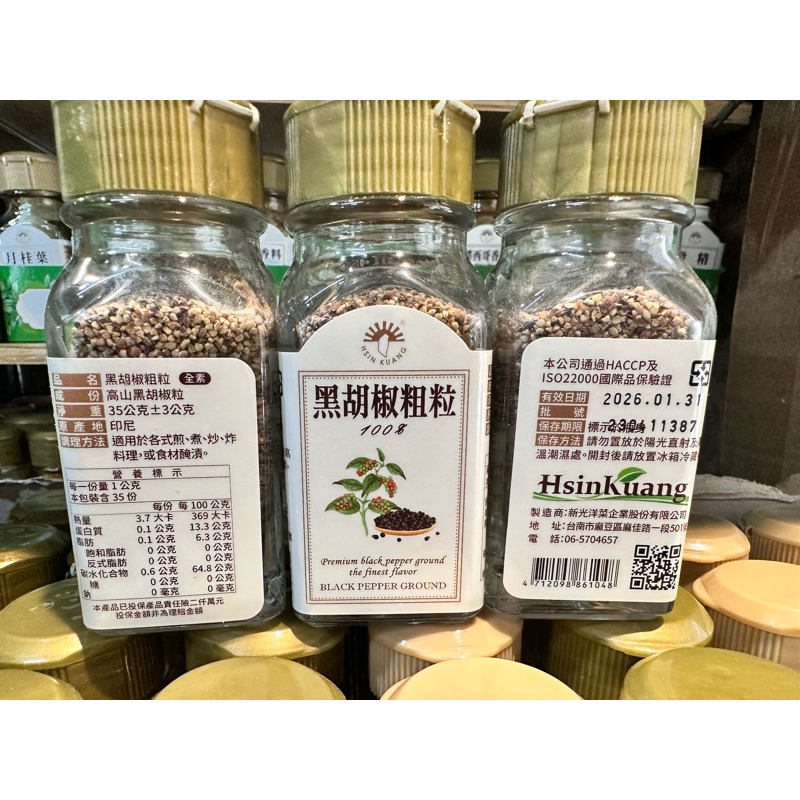 月桂葉
香料
品 名 黑胡椒粗粒 全素
成 份 高山黑胡椒粒
淨 重 35公克±3公克
原 產 地 印尼
調理方法 適用於各式煎、煮、炒、炸
料理,或食材醃漬。
營 養 標 示
每一份量 1 公克
本包裝含 35 份
每份 每 100 公克
熱量 3.7 大卡 369 大卡
蛋白質 0.1 公克 13.3 公克
脂肪 0.1 公克 6.3 公克
飽和脂肪 0 公克 0 公克
反式脂肪 0 公克 0 公克
碳水化合物 0.6 公克 64.8 公克
糖 0 公克 0 公克
鈉 0 毫克 0 毫克
本產品已投保產品責任險二仟萬元
投保金額非為理賠金額
HSIN KUANG
黑胡椒粗粒
100%
Premium black pepper ground
the finest flavor
BLACK PEPPER GROUND
本公司通過HACCP及
ISO22000國際品保驗證
有效日期 2026.01.31
批 號 230411387
保存期限 標示於瓶身
保存方法 請勿置放於陽光直射及
溫潮濕處。開封後請放置冰箱冷藏
HsinKuang
製造商:新光洋菜企業股份有限公司
地 址:台南市麻豆區麻佳路一段501號
電 話:06-5704657
4 712098 861048